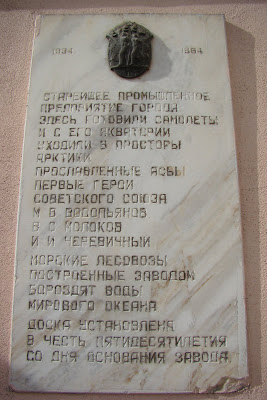 1934 1984
СТАРЕЙШЕЕ ПРОМЫШЛЕННОЕ
ПРЕДПРИЯТИЕ ГОРОДА
ЗДЕСЬ ГОТОВИЛИ САМОЛЕТЫ
И С ЕГО АКВАТОРИИ
УХОДИЛИ В ПРОСТОРЫ
АРКТИКИ
ПРОСЛАВЛЕННЫЕ АСЫ
ПЕРВЫЕ ГЕРОИ
СОВЕТСКОГО СОЮЗА
М В ВОДОПЬЯНОВ
В С МОЛОКОВ
И И ЧЕРЕВИЧНЫЙ
МОРСКИЕ ЛЕСОВОЗЫ
ПОСТРОЕННЫЕ ЗАВОДОМ
БОРОЗДЯТ ВОДЫ
МИРОВОГО ОКЕАНА
ДОСКА УСТАНОВЛЕНА
В ЧЕСТЬ ПЯТИДЕСЯТИЛЕТИЯ
СО ДНЯ ОСНОВАНИЯ ЗАВОДА